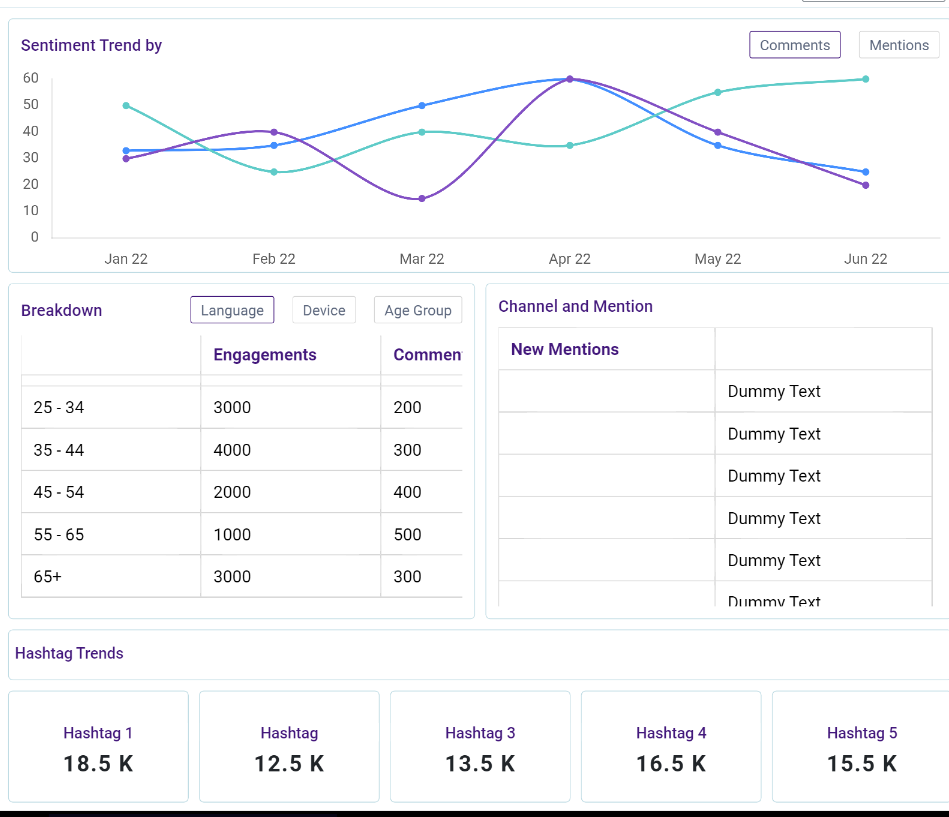 Sentiment Trend by
Comments
Mentions
60
50
40
30
20
10
0
Jan 22 Feb 22 Mar 22 Apr 22 May 22 Jun 22
Breakdown
Language
Device
Age Group
Engagements Commen
25 - 34 3000 200
35 - 44 4000 300
45 - 54 2000 400
55 - 65 1000 500
65+ 3000 300
Channel and Mention
New Mentions
Dummy Text
Dummy Text
Dummy Text
Dummy Text
Dummy Text
Dummy Text
Hashtag Trends
Hashtag 1
18.5 K
Hashtag
12.5 K
Hashtag 3
13.5 K
Hashtag 4
16.5 K
Hashtag 5
15.5 K